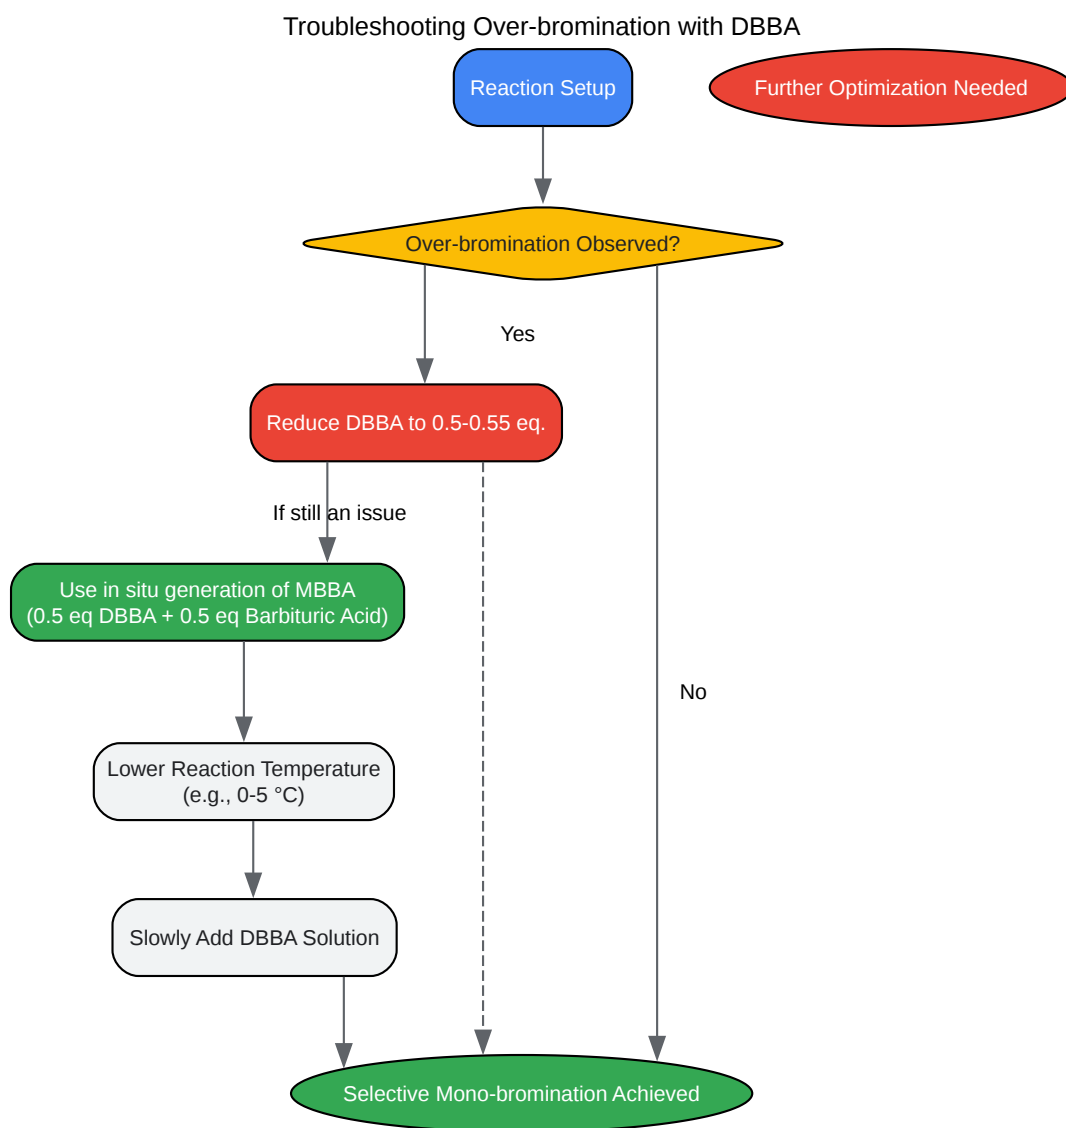 Troubleshooting Over-bromination with DBBA
Reaction Setup
Further Optimization Needed
Over-bromination Observed?
Yes
Reduce DBBA to 0.5-0.55 eq.
If still an issue
Use in situ generation of MBBA
(0.5 eq DBBA + 0.5 eq Barbituric Acid)
No
Lower Reaction Temperature
(e.g., 0-5 °C)
Slowly Add DBBA Solution
Selective Mono-bromination Achieved